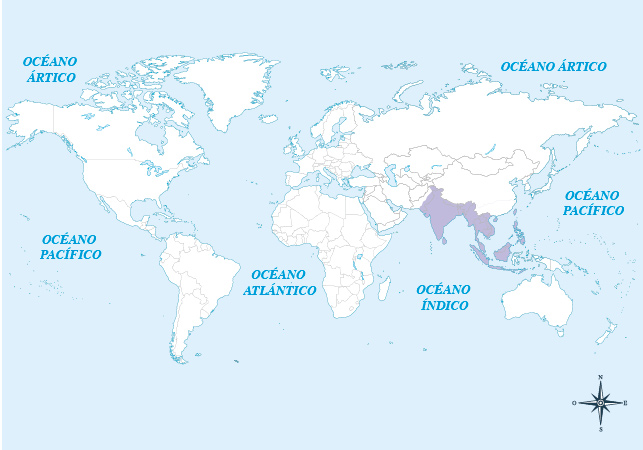 OCÉANO
ÁRTICO
OCÉANO ÁRTICO
OCÉANO
PACÍFICO
OCÉANO
PACÍFICO
OCÉANO
ATLÁNTICO
OCÉANO
ÍNDICO
N
O
E
S